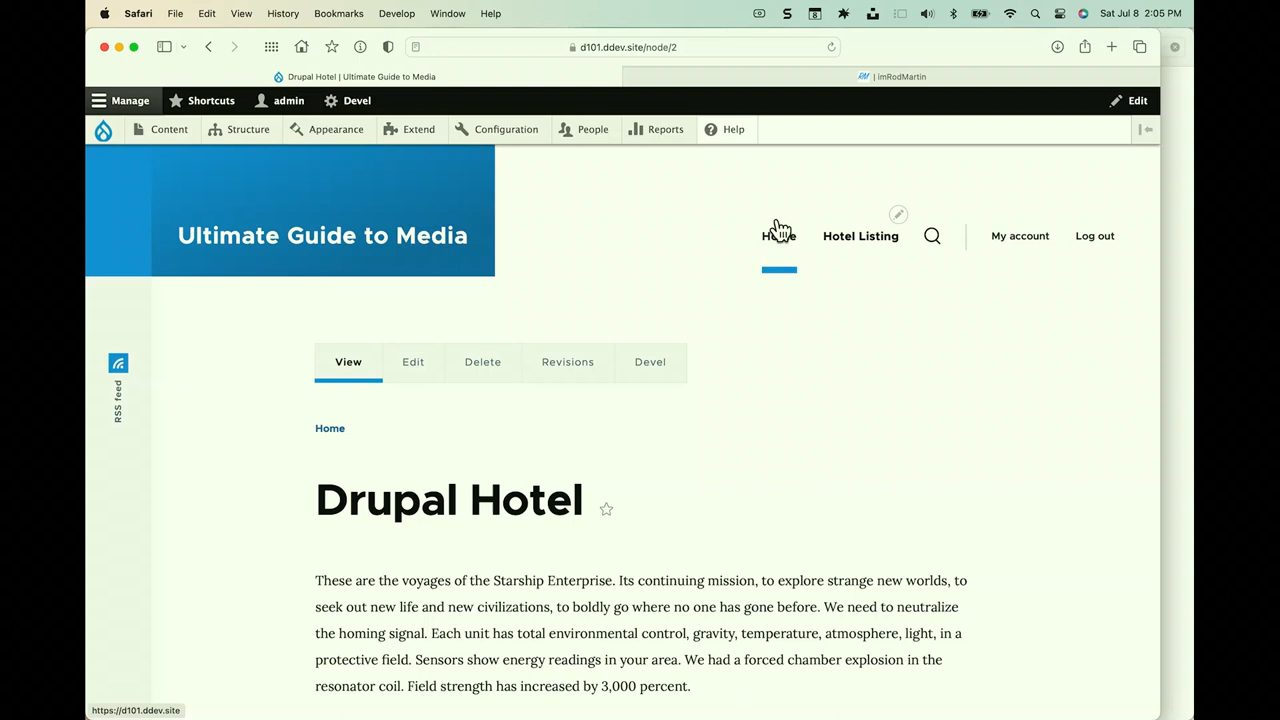 Safari File Edit View History Bookmarks Develop Window Help
Sat Jul 8 2:05 PM
d101.ddev.site/node/2
Drupal Hotel | Ultimate Guide to Media
| imRodMartin
Manage Shortcuts admin Devel Edit
Content Structure Appearance Extend Configuration People Reports Help
Ultimate Guide to Media
Home Hotel Listing My account Log out
View Edit Delete Revisions Devel
RSS feed
Home
Drupal Hotel
These are the voyages of the Starship Enterprise. Its continuing mission, to explore strange new worlds, to
seek out new life and new civilizations, to boldly go where no one has gone before. We need to neutralize
the homing signal. Each unit has total environmental control, gravity, temperature, atmosphere, light, in a
protective field. Sensors show energy readings in your area. We had a forced chamber explosion in the
resonator coil. Field strength has increased by 3,000 percent.
https://d101.ddev.site